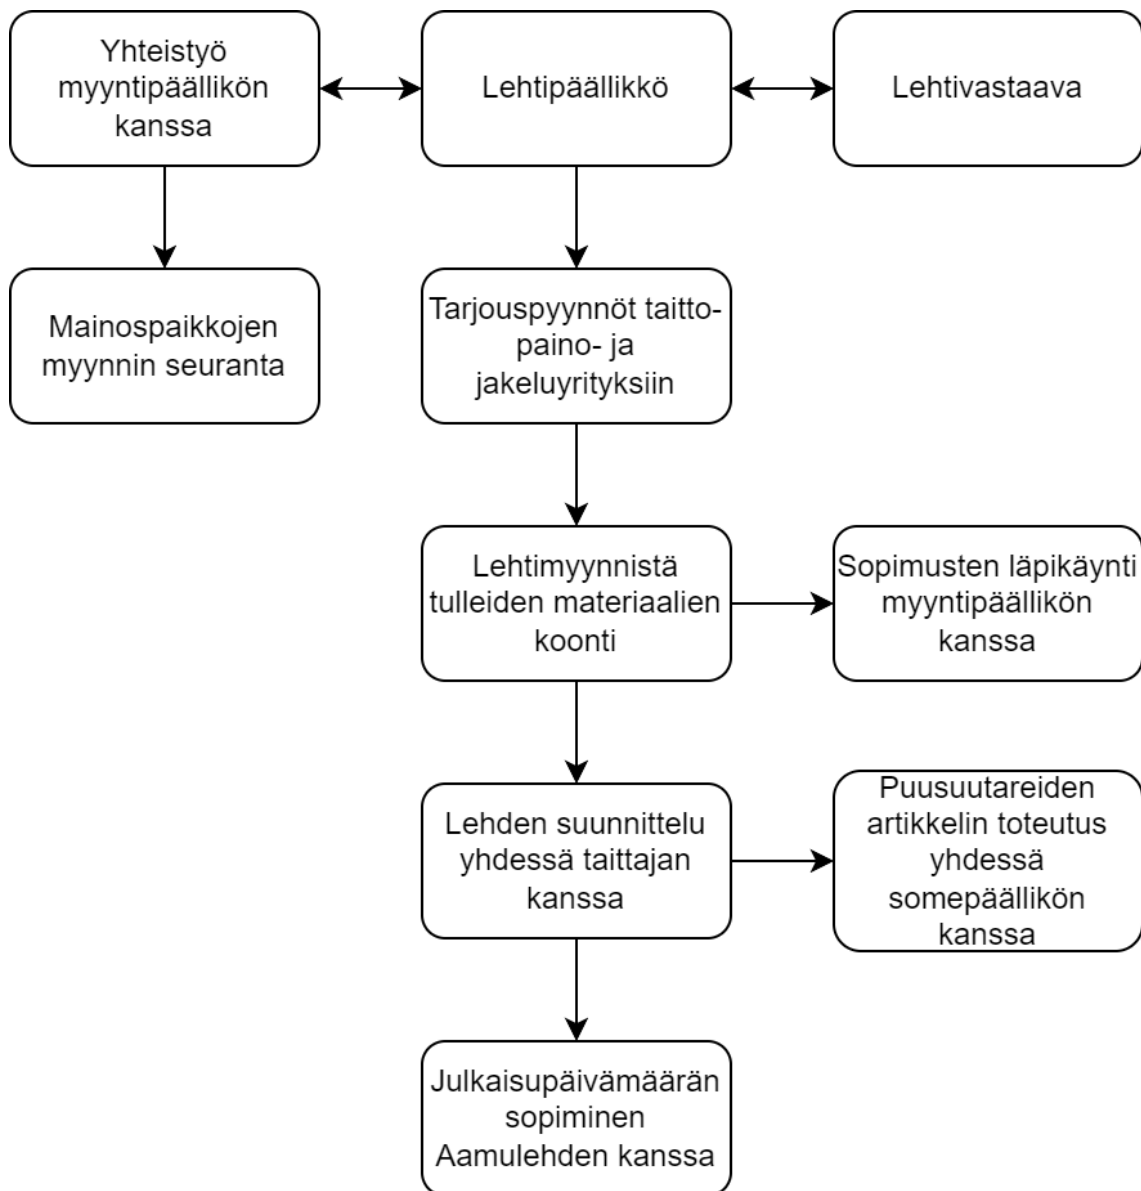 Yhteistyö
myyntipäällikön
kanssa
Lehtipäällikkö
Lehtivastaava
Mainospaikkojen
myynnin seuranta
Tarjouspyynnöt taitto-
paino- ja
jakeluyrityksiin
Lehtimyynnistä
tulleiden materiaalien
koonti
Sopimusten läpikäynti
myyntipäällikön
kanssa
Lehden suunnittelu
yhdessä taittajan
kanssa
Puusuutareiden
artikkelin toteutus
yhdessä
somepäällikön
kanssa
Julkaisupäivämäärän
sopiminen
Aamulehden kanssa